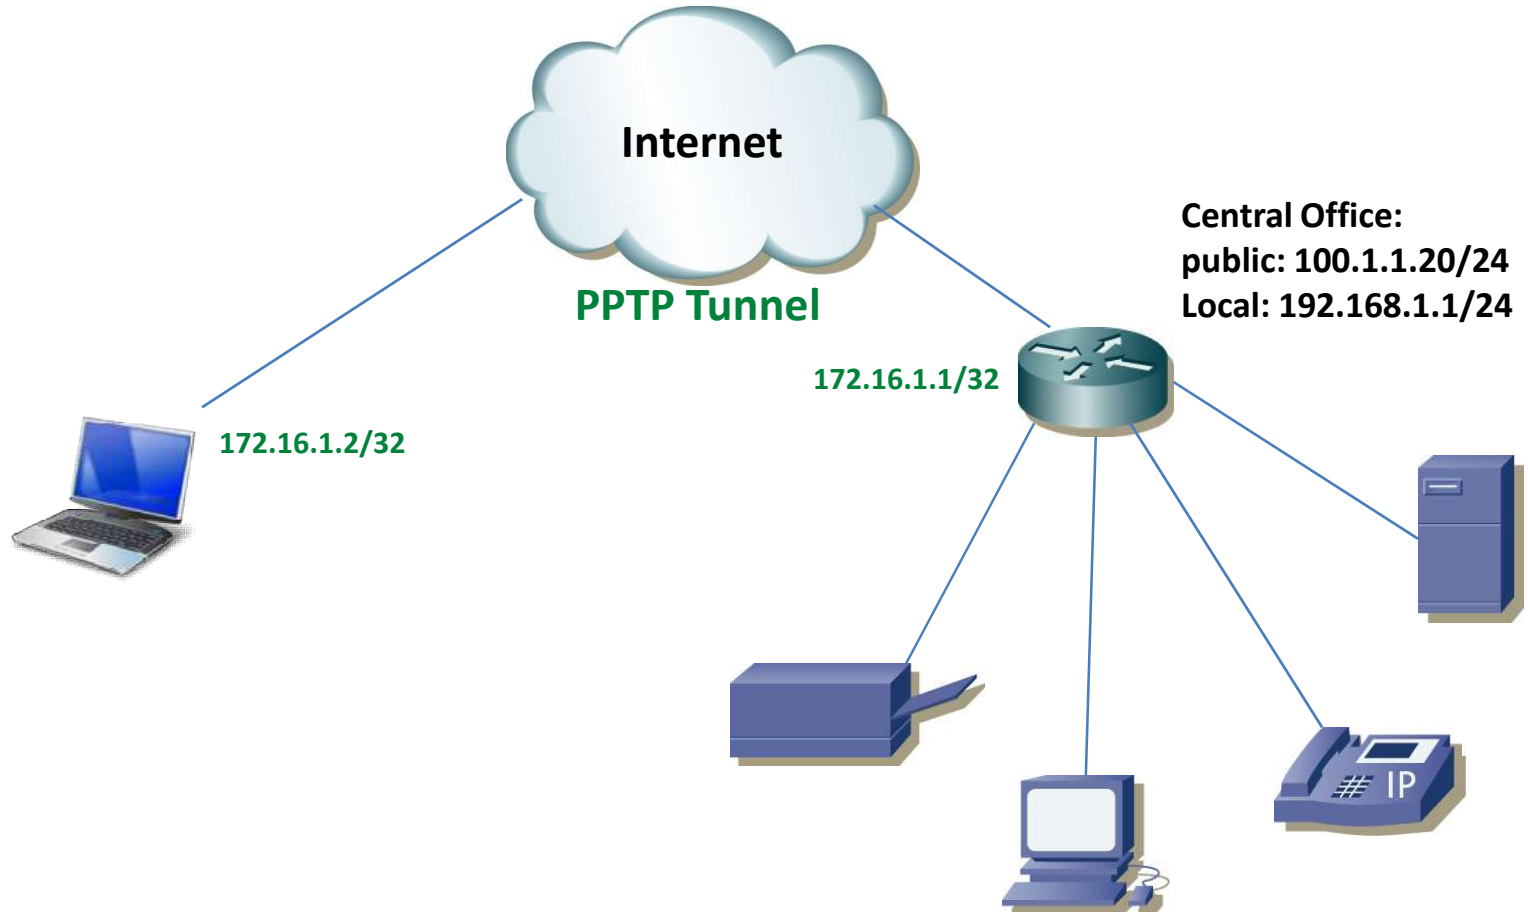 Internet
Central Office:
public: 100.1.1.20/24
Local: 192.168.1.1/24
PPTP Tunnel
172.16.1.1/32
172.16.1.2/32
IP